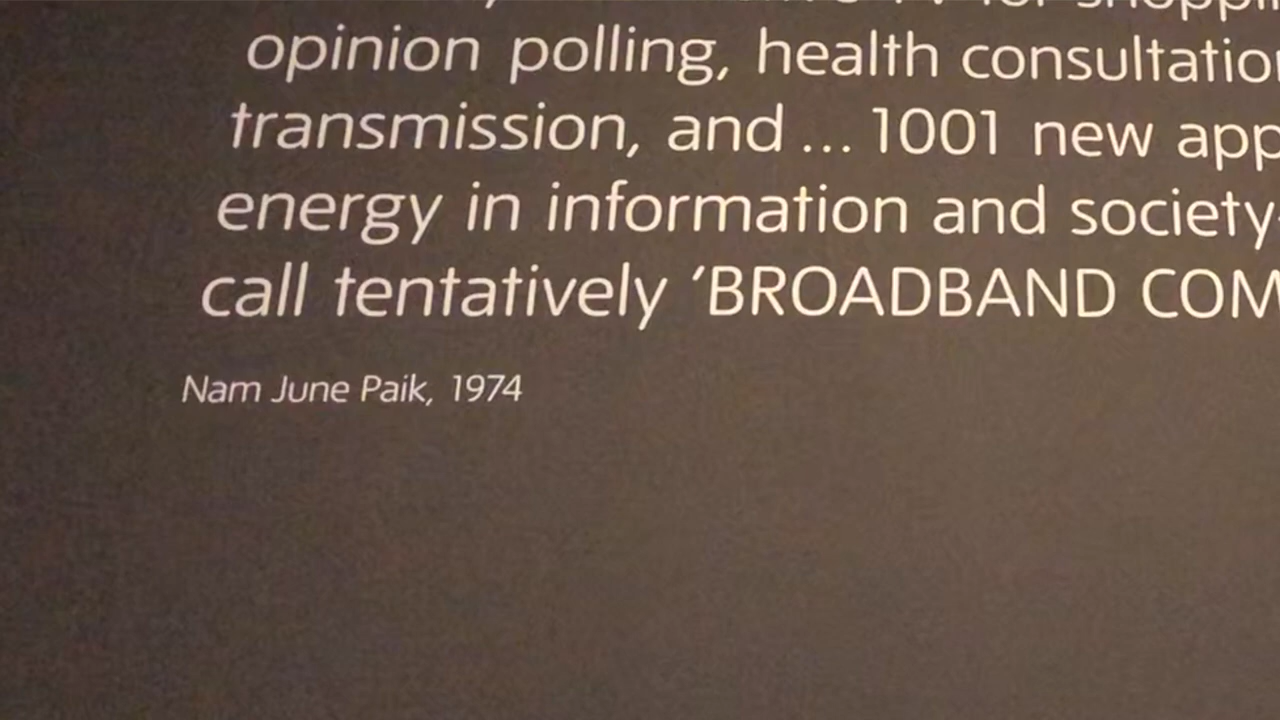 opinion polling, health consultatio
transmission, and ... 1001 new app
energy in information and society
call tentatively ‘BROADBAND COM
Nam June Paik, 1974